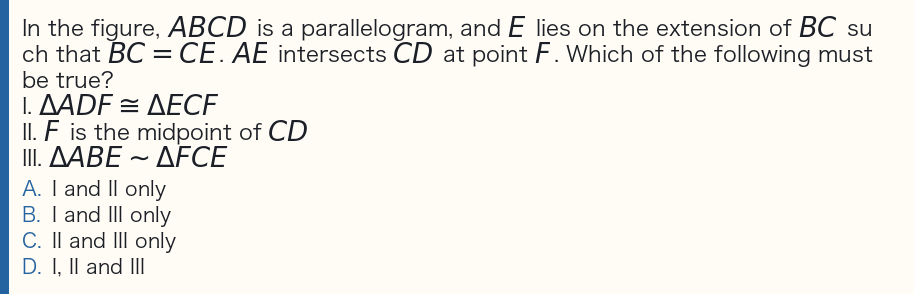 In the figure, ABCD is a parallelogram, and E lies on the extension of BC su
ch that BC = CE. AE intersects CD at point F. Which of the following must
be true?
I. ΔADF ≅ ΔECF
II. F is the midpoint of CD
III. ΔABE ~ ΔFCE
A. I and II only
B. I and III only
C. II and III only
D. I, II and III